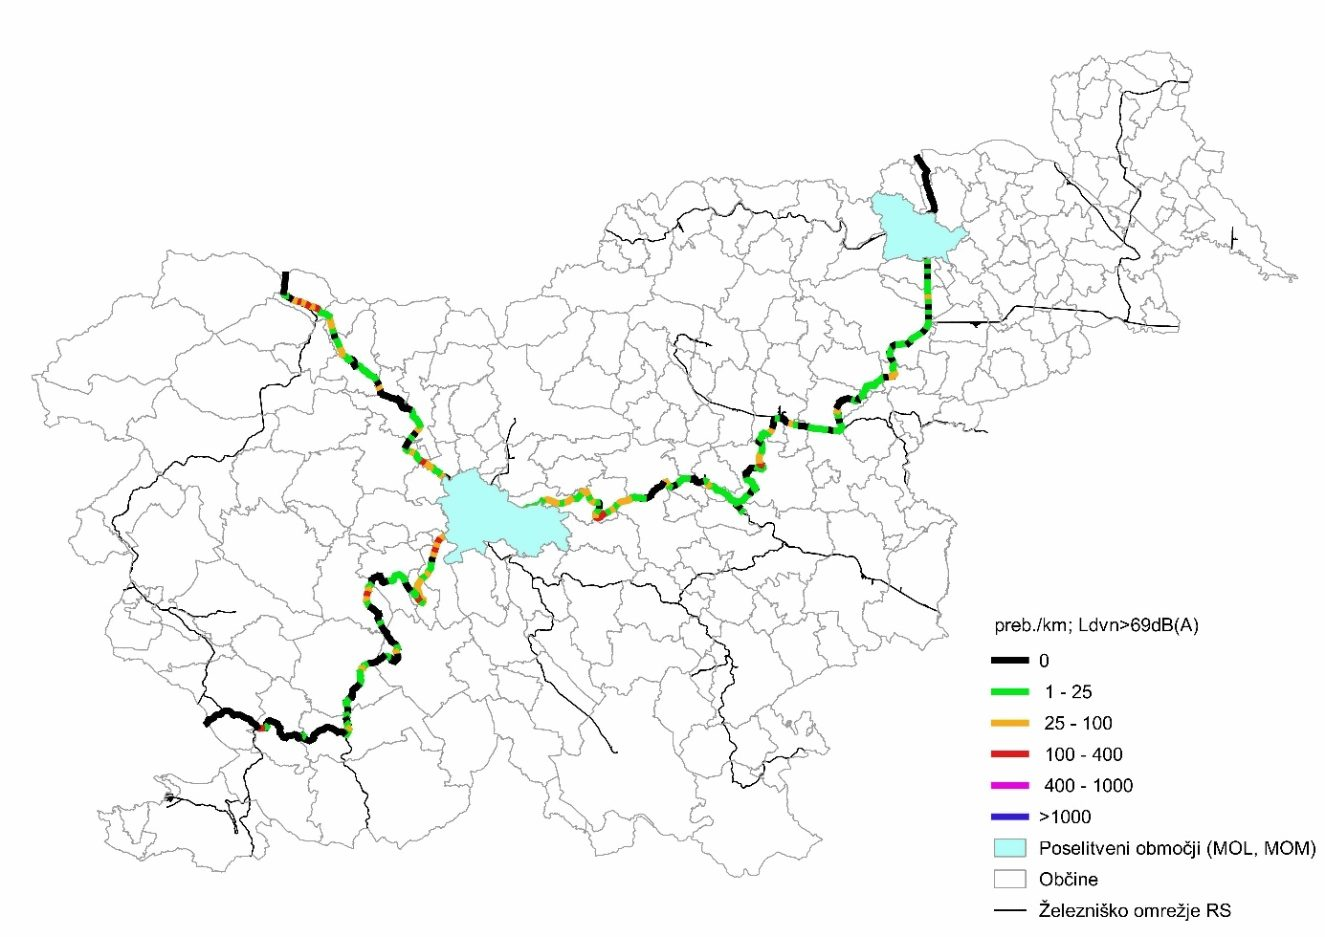 preb./km; Ldvn>69dB(A)
0
1 - 25
25 - 100
100 - 400
400 - 1000
>1000
Poselitveni območji (MOL, MOM)
Občine
Železniško omrežje RS